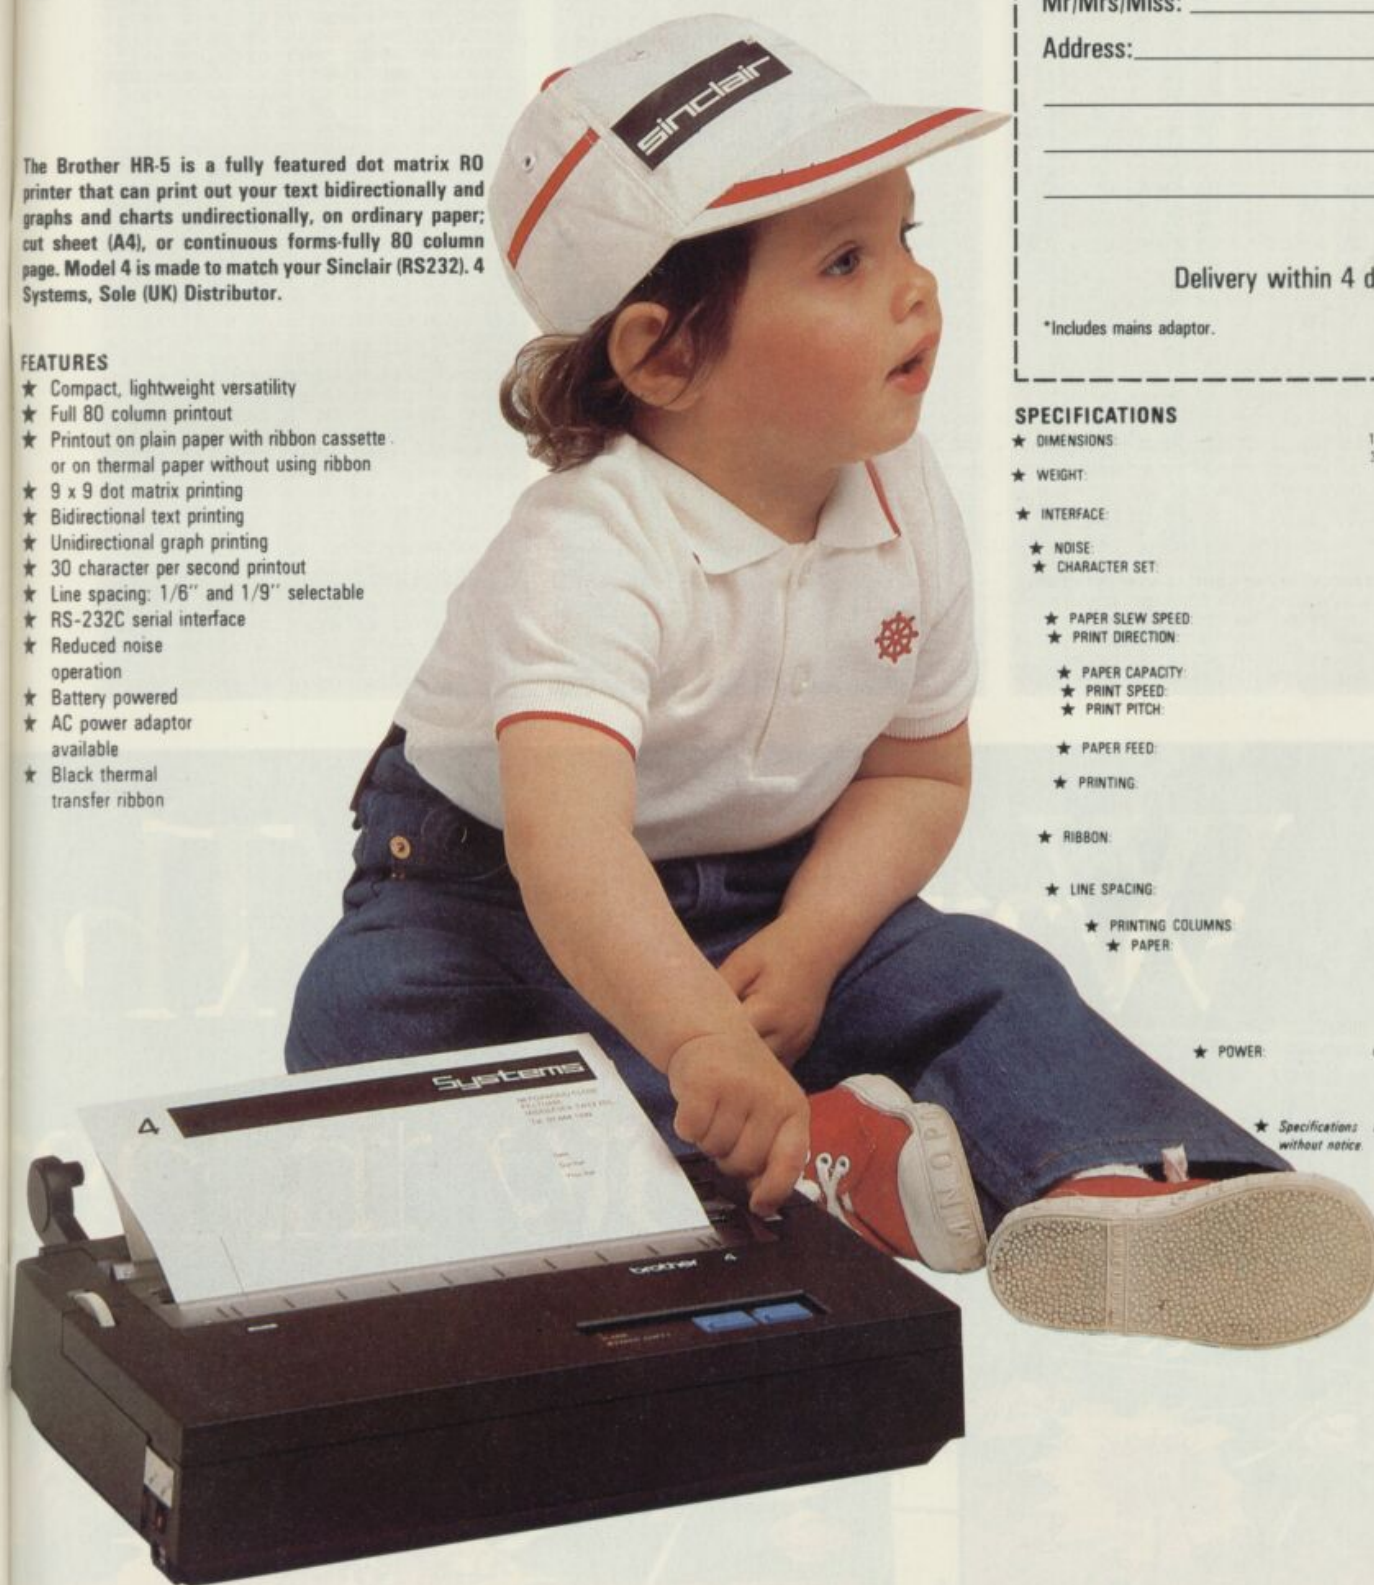 The Brother HR-5 is a fully featured dot matrix RO
printer that can print out your text bidirectionally and
graphs and charts undirectionally, on ordinary paper;
cut sheet (A4), or continuous forms-fully 80 column
page. Model 4 is made to match your Sinclair (RS232). 4
Systems, Sole (UK) Distributor.
FEATURES
★ Compact, lightweight versatility
★ Full 80 column printout
★ Printout on plain paper with ribbon cassette
or on thermal paper without using ribbon
★ 9 x 9 dot matrix printing
★ Bidirectional text printing
★ Unidirectional graph printing
★ 30 character per second printout
★ Line spacing: 1/6" and 1/9" selectable
★ RS-232C serial interface
★ Reduced noise
operation
★ Battery powered
★ AC power adaptor
available
★ Black thermal
transfer ribbon
sinclair
4 Systems
brother 4
MNOP
Mr/Mrs/Miss:
Address:
Delivery within 4 d
*Includes mains adaptor.
SPECIFICATIONS
★ DIMENSIONS:
★ WEIGHT:
★ INTERFACE:
★ NOISE:
★ CHARACTER SET:
★ PAPER SLEW SPEED:
★ PRINT DIRECTION:
★ PAPER CAPACITY:
★ PRINT SPEED:
★ PRINT PITCH:
★ PAPER FEED:
★ PRINTING:
★ RIBBON:
★ LINE SPACING:
★ PRINTING COLUMNS:
★ PAPER:
★ POWER:
★ Specifications
without notice.